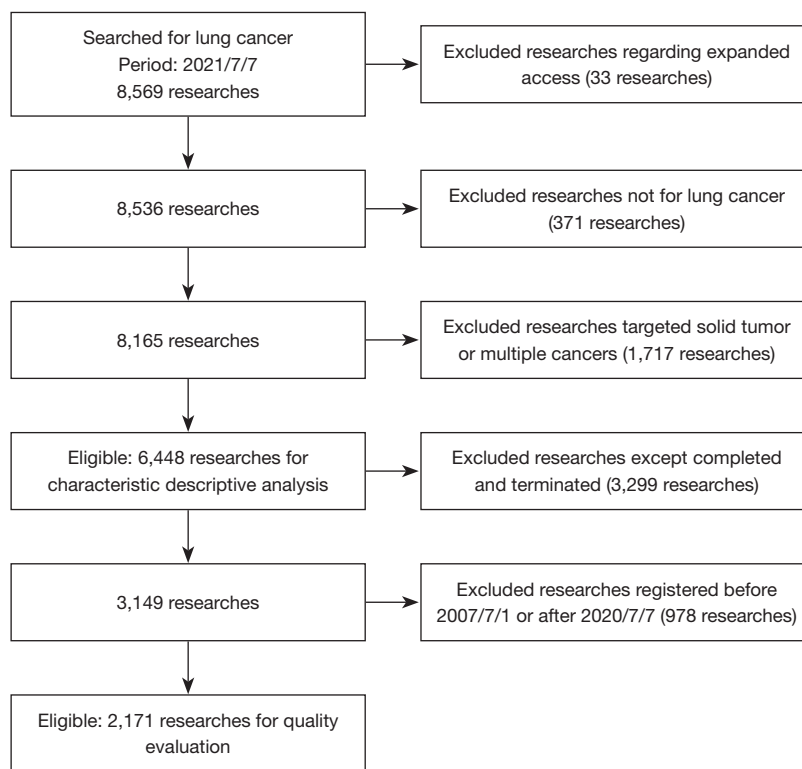 Searched for lung cancer
Period: 2021/7/7
8,569 researches
Excluded researches regarding expanded
access (33 researches)
8,536 researches
Excluded researches not for lung cancer
(371 researches)
8,165 researches
Excluded researches targeted solid tumor
or multiple cancers (1,717 researches)
Eligible: 6,448 researches for
characteristic descriptive analysis
Excluded researches except completed
and terminated (3,299 researches)
3,149 researches
Excluded researches registered before
2007/7/1 or after 2020/7/7 (978 researches)
Eligible: 2,171 researches for quality
evaluation